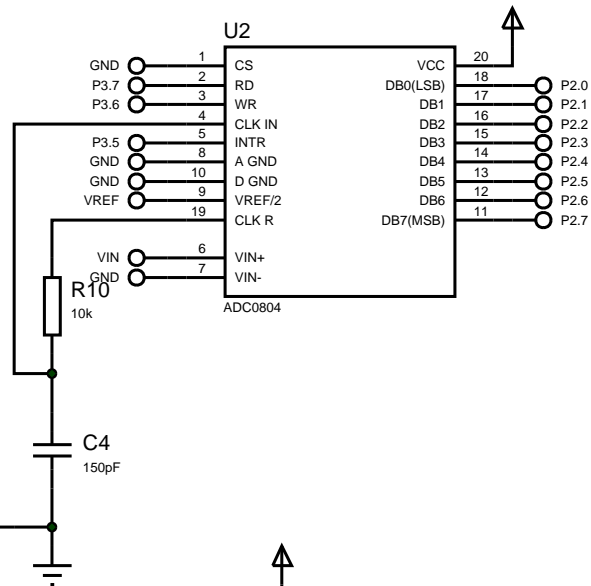 U2
GND 1 CS VCC 20
P3.7 2 RD DB0(LSB) 18 P2.0
P3.6 3 WR DB1 17 P2.1
4 CLK IN DB2 16 P2.2
P3.5 5 INTR DB3 15 P2.3
GND 8 A GND DB4 14 P2.4
GND 10 D GND DB5 13 P2.5
VREF 9 VREF/2 DB6 12 P2.6
19 CLK R DB7(MSB) 11 P2.7
VIN 6 VIN+
GND 7 VIN-
R10
10k
ADC0804
C4
150pF